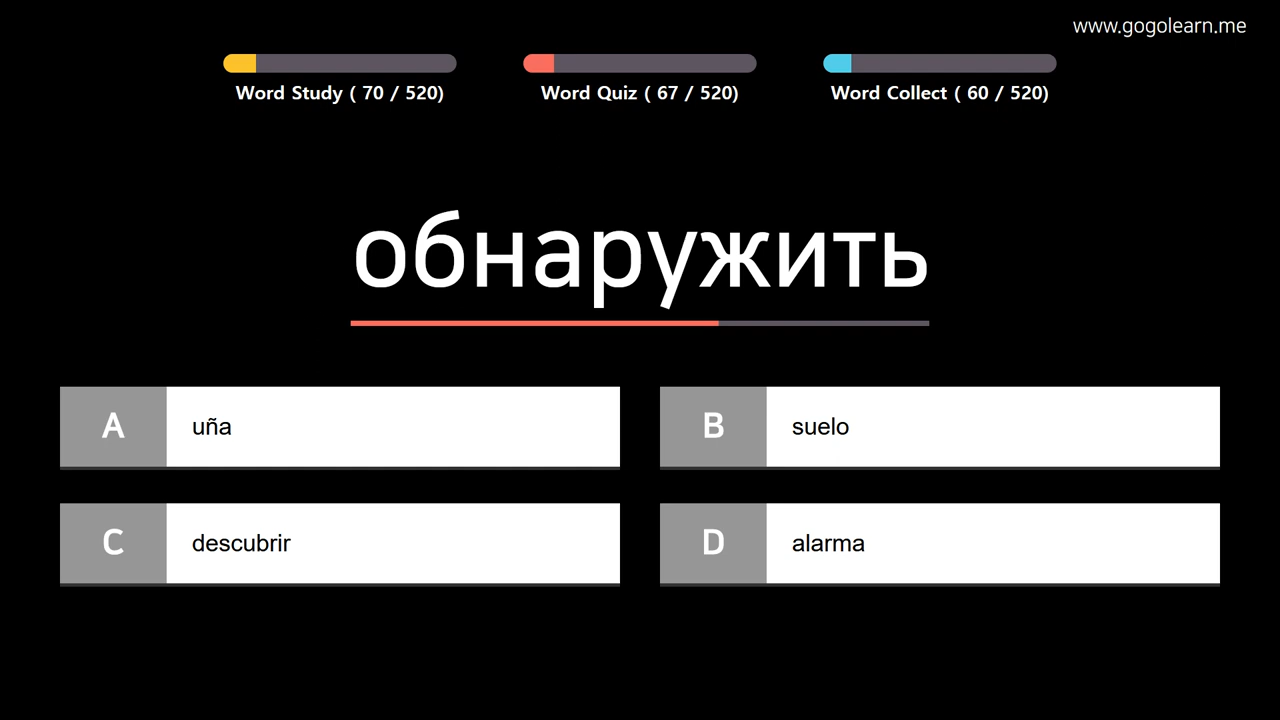 www.gogolearn.me
Word Study ( 70 / 520)
Word Quiz ( 67 / 520)
Word Collect ( 60 / 520)
обнаружить
A uña
B suelo
C descubrir
D alarma